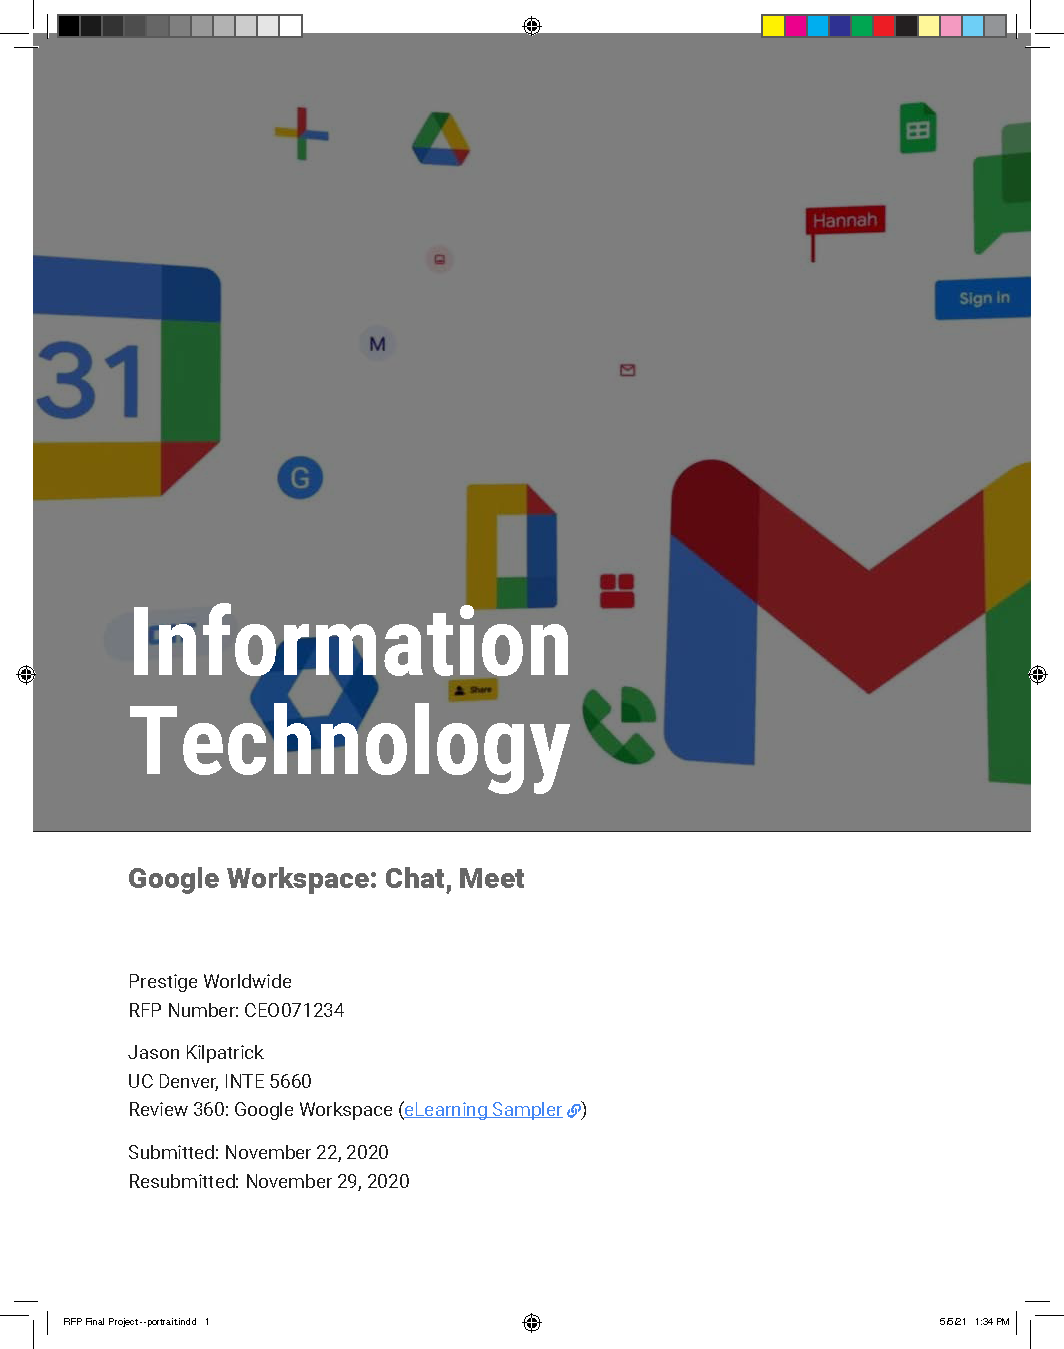 Hannah
Sign in
31
M
G
Share
Information
Technology
Google Workspace: Chat, Meet
Prestige Worldwide
RFP Number: CEO071234
Jason Kilpatrick
UC Denver, INTE 5660
Review 360: Google Workspace (eLearning Sampler)
Submitted: November 22, 2020
Resubmitted: November 29, 2020
RFP Final Project--portrait.indd 1
5/5/21 1:34 PM